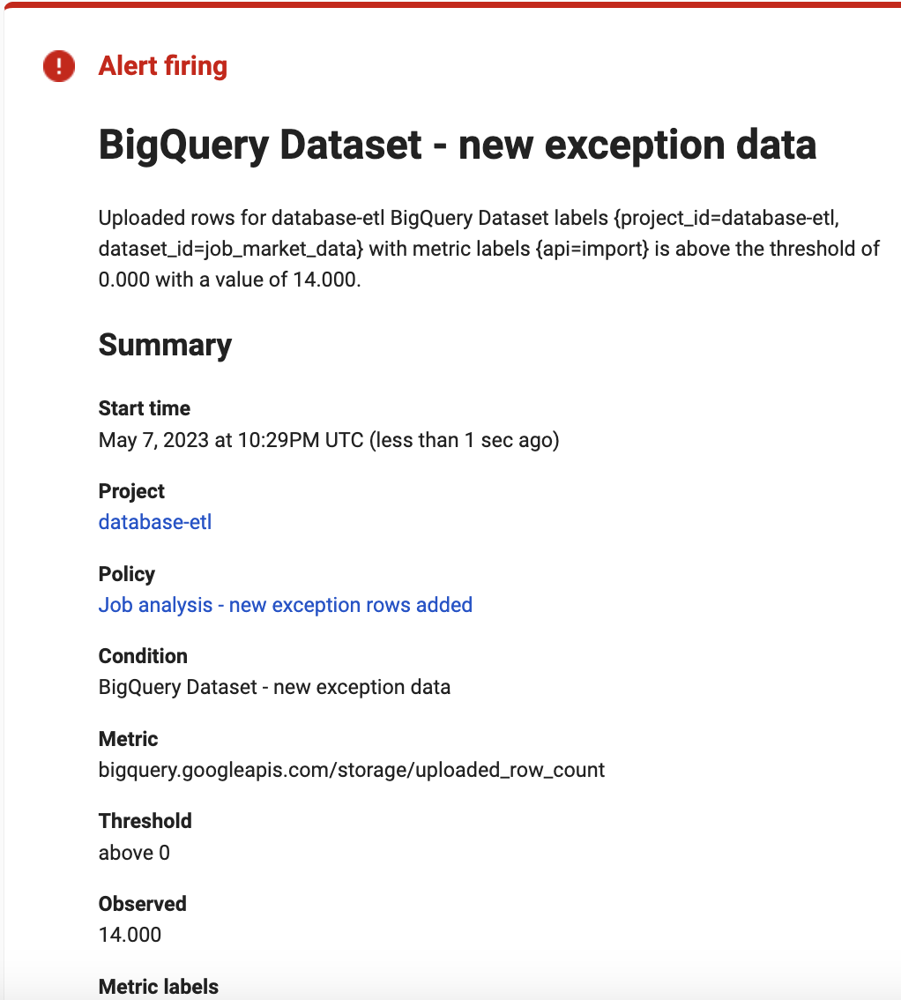 Alert firing
BigQuery Dataset - new exception data
Uploaded rows for database-etl BigQuery Dataset labels {project_id=database-etl,
dataset_id=job_market_data} with metric labels {api=import} is above the threshold of
0.000 with a value of 14.000.
Summary
Start time
May 7, 2023 at 10:29PM UTC (less than 1 sec ago)
Project
database-etl
Policy
Job analysis - new exception rows added
Condition
BigQuery Dataset - new exception data
Metric
bigquery.googleapis.com/storage/uploaded_row_count
Threshold
above 0
Observed
14.000
Metric labels